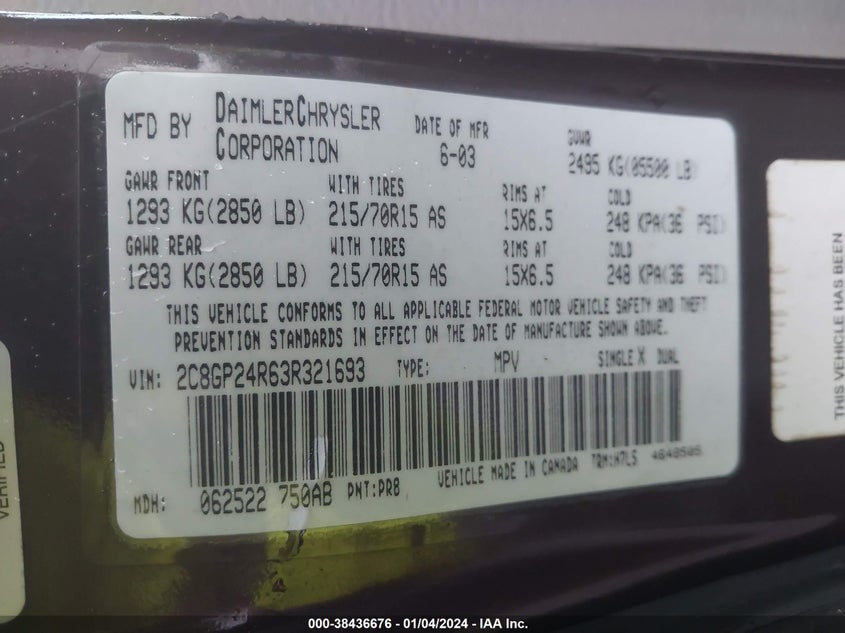 MFD BY DAIMLERCHRYSLER CORPORATION DATE OF MFR 6-03 GVWR 2495 KG(05500 LB)
GAWR FRONT WITH TIRES RIMS AT COLD
1293 KG(2850 LB) 215/70R15 AS 15X6.5 248 KPA(36 PSI)
GAWR REAR WITH TIRES RIMS AT COLD
1293 KG(2850 LB) 215/70R15 AS 15X6.5 248 KPA(36 PSI)
THIS VEHICLE CONFORMS TO ALL APPLICABLE FEDERAL MOTOR VEHICLE SAFETY AND THEFT
PREVENTION STANDARDS IN EFFECT ON THE DATE OF MANUFACTURE SHOWN ABOVE.
VIN: 2C8GP24R63R321693 TYPE: MPV SINGLE X DUAL
MDH: 062522 750AB PNT:PR8 VEHICLE MADE IN CANADA TRM:H7LS 4648505
THIS VEHICLE HAS BEEN
VERIFIED
000-38436676 - 01/04/2024 - IAA Inc.